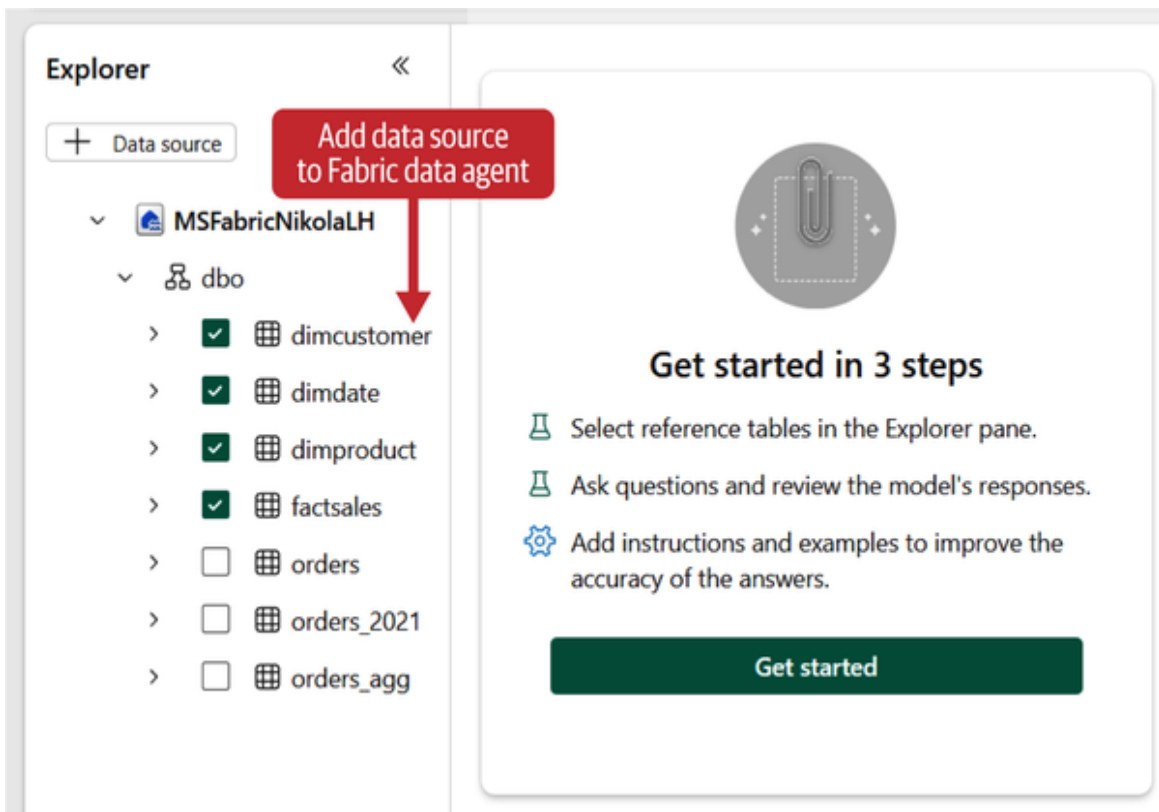 Explorer
Data source
Add data source
to Fabric data agent
MSFabricNikolaLH
dbo
dimcustomer
dimdate
dimproduct
factsales
orders
orders_2021
orders_agg
Get started in 3 steps
Select reference tables in the Explorer pane.
Ask questions and review the model's responses.
Add instructions and examples to improve the
accuracy of the answers.
Get started